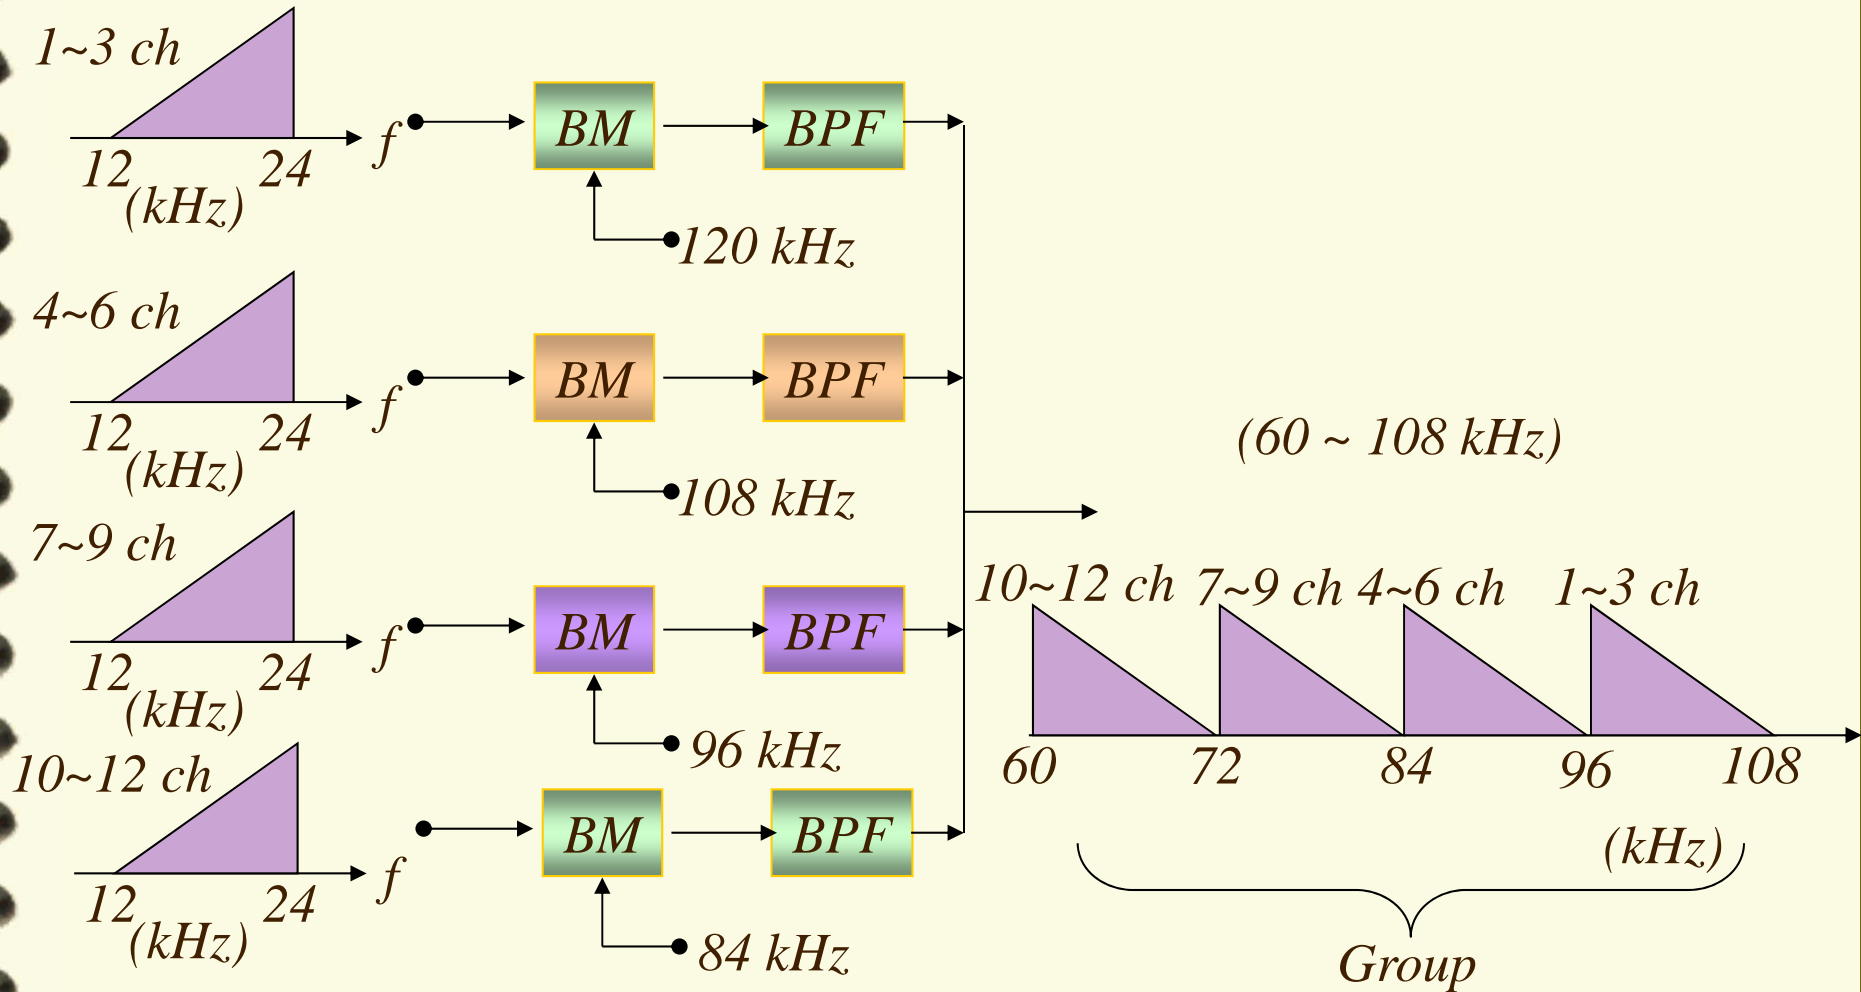 1~3 ch
12 24 f
(kHz)
BM BPF
120 kHz
4~6 ch
12 24 f
(kHz)
BM BPF
108 kHz
7~9 ch
12 24 f
(kHz)
BM BPF
96 kHz
10~12 ch
12 24 f
(kHz)
BM BPF
84 kHz
(60 ~ 108 kHz)
10~12 ch 7~9 ch 4~6 ch 1~3 ch
60 72 84 96 108
(kHz)
Group